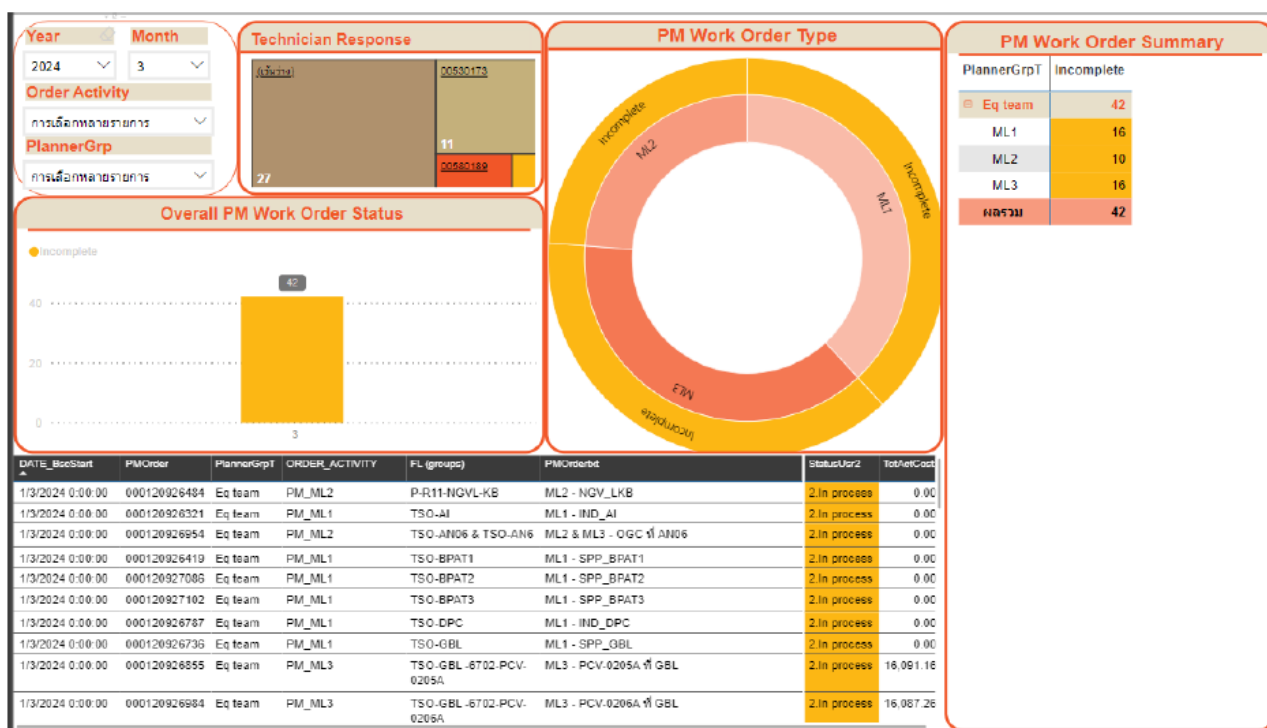 Year
Month
2024
3
Order Activity
การเลือกหลายรายการ
PlannerGrp
การเลือกหลายรายการ
Technician Response
(เว้นว่าง)
27
00530173
11
00580189
PM Work Order Type
Incomplete
ML2
Incomplete
ML1
ML3
Incomplete
PM Work Order Summary
PlannerGrpT Incomplete
Eq team 42
ML1 16
ML2 10
ML3 16
ผลรวม 42
Overall PM Work Order Status
Incomplete
42
40
20
0
3
DATE_BscStart PMOrder PlannerGrpT ORDER_ACTIVITY FL (groups) PMOrdertxt StatusUsr2 TotActCost
1/3/2024 0:00:00 000120926484 Eq team PM_ML2 P-R11-NGVL-KB ML2 - NGV_LKB 2.In process 0.00
1/3/2024 0:00:00 000120926321 Eq team PM_ML1 TSO-AI ML1 - IND_AI 2.In process 0.00
1/3/2024 0:00:00 000120926954 Eq team PM_ML2 TSO-AN06 & TSO-AN6 ML2 & ML3 - OGC ที่ AN06 2.In process 0.00
1/3/2024 0:00:00 000120926419 Eq team PM_ML1 TSO-BPAT1 ML1 - SPP_BPAT1 2.In process 0.00
1/3/2024 0:00:00 000120927086 Eq team PM_ML1 TSO-BPAT2 ML1 - SPP_BPAT2 2.In process 0.00
1/3/2024 0:00:00 000120927102 Eq team PM_ML1 TSO-BPAT3 ML1 - SPP_BPAT3 2.In process 0.00
1/3/2024 0:00:00 000120926787 Eq team PM_ML1 TSO-DPC ML1 - IND_DPC 2.In process 0.00
1/3/2024 0:00:00 000120926736 Eq team PM_ML1 TSO-GBL ML1 - SPP_GBL 2.In process 0.00
1/3/2024 0:00:00 000120926855 Eq team PM_ML3 TSO-GBL-6702-PCV- ML3 - PCV-0205A ที่ GBL 2.In process 16,091.16
0205A
1/3/2024 0:00:00 000120926984 Eq team PM_ML3 TSO-GBL-6702-PCV- ML3 - PCV-0206A ที่ GBL 2.In process 16,087.26
0206A